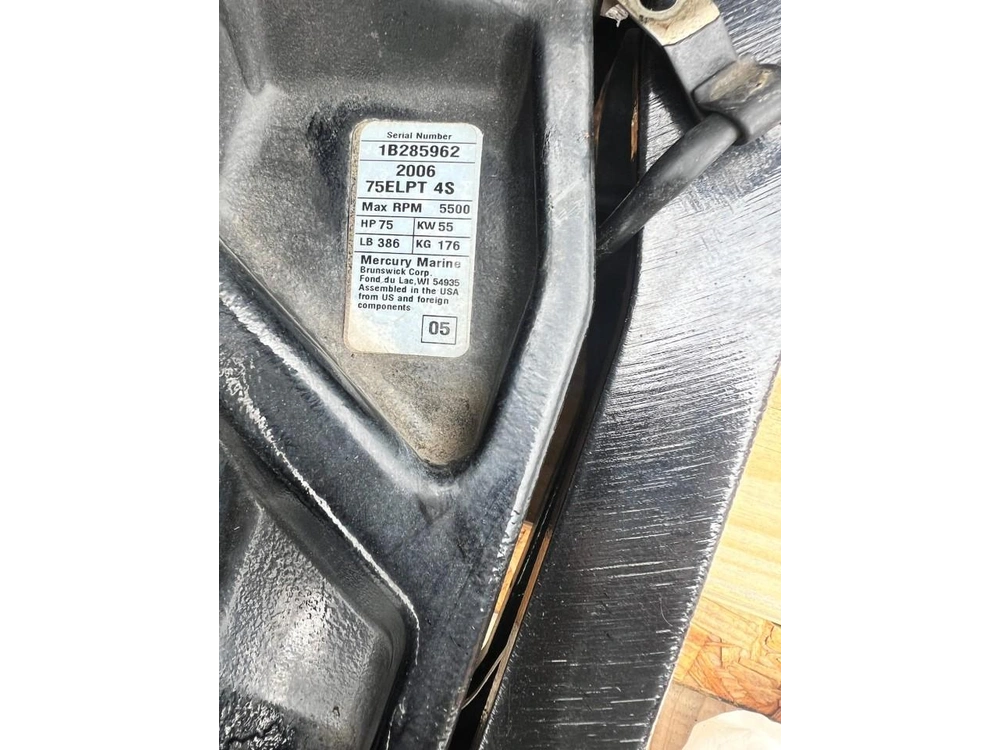 Serial Number
1B285962
2006
75ELPT 4S
Max RPM 5500
HP 75 KW 55
LB 386 KG 176
Mercury Marine
Brunswick Corp.
Fond du Lac, WI 54935
Assembled in the USA
from US and foreign
components
05